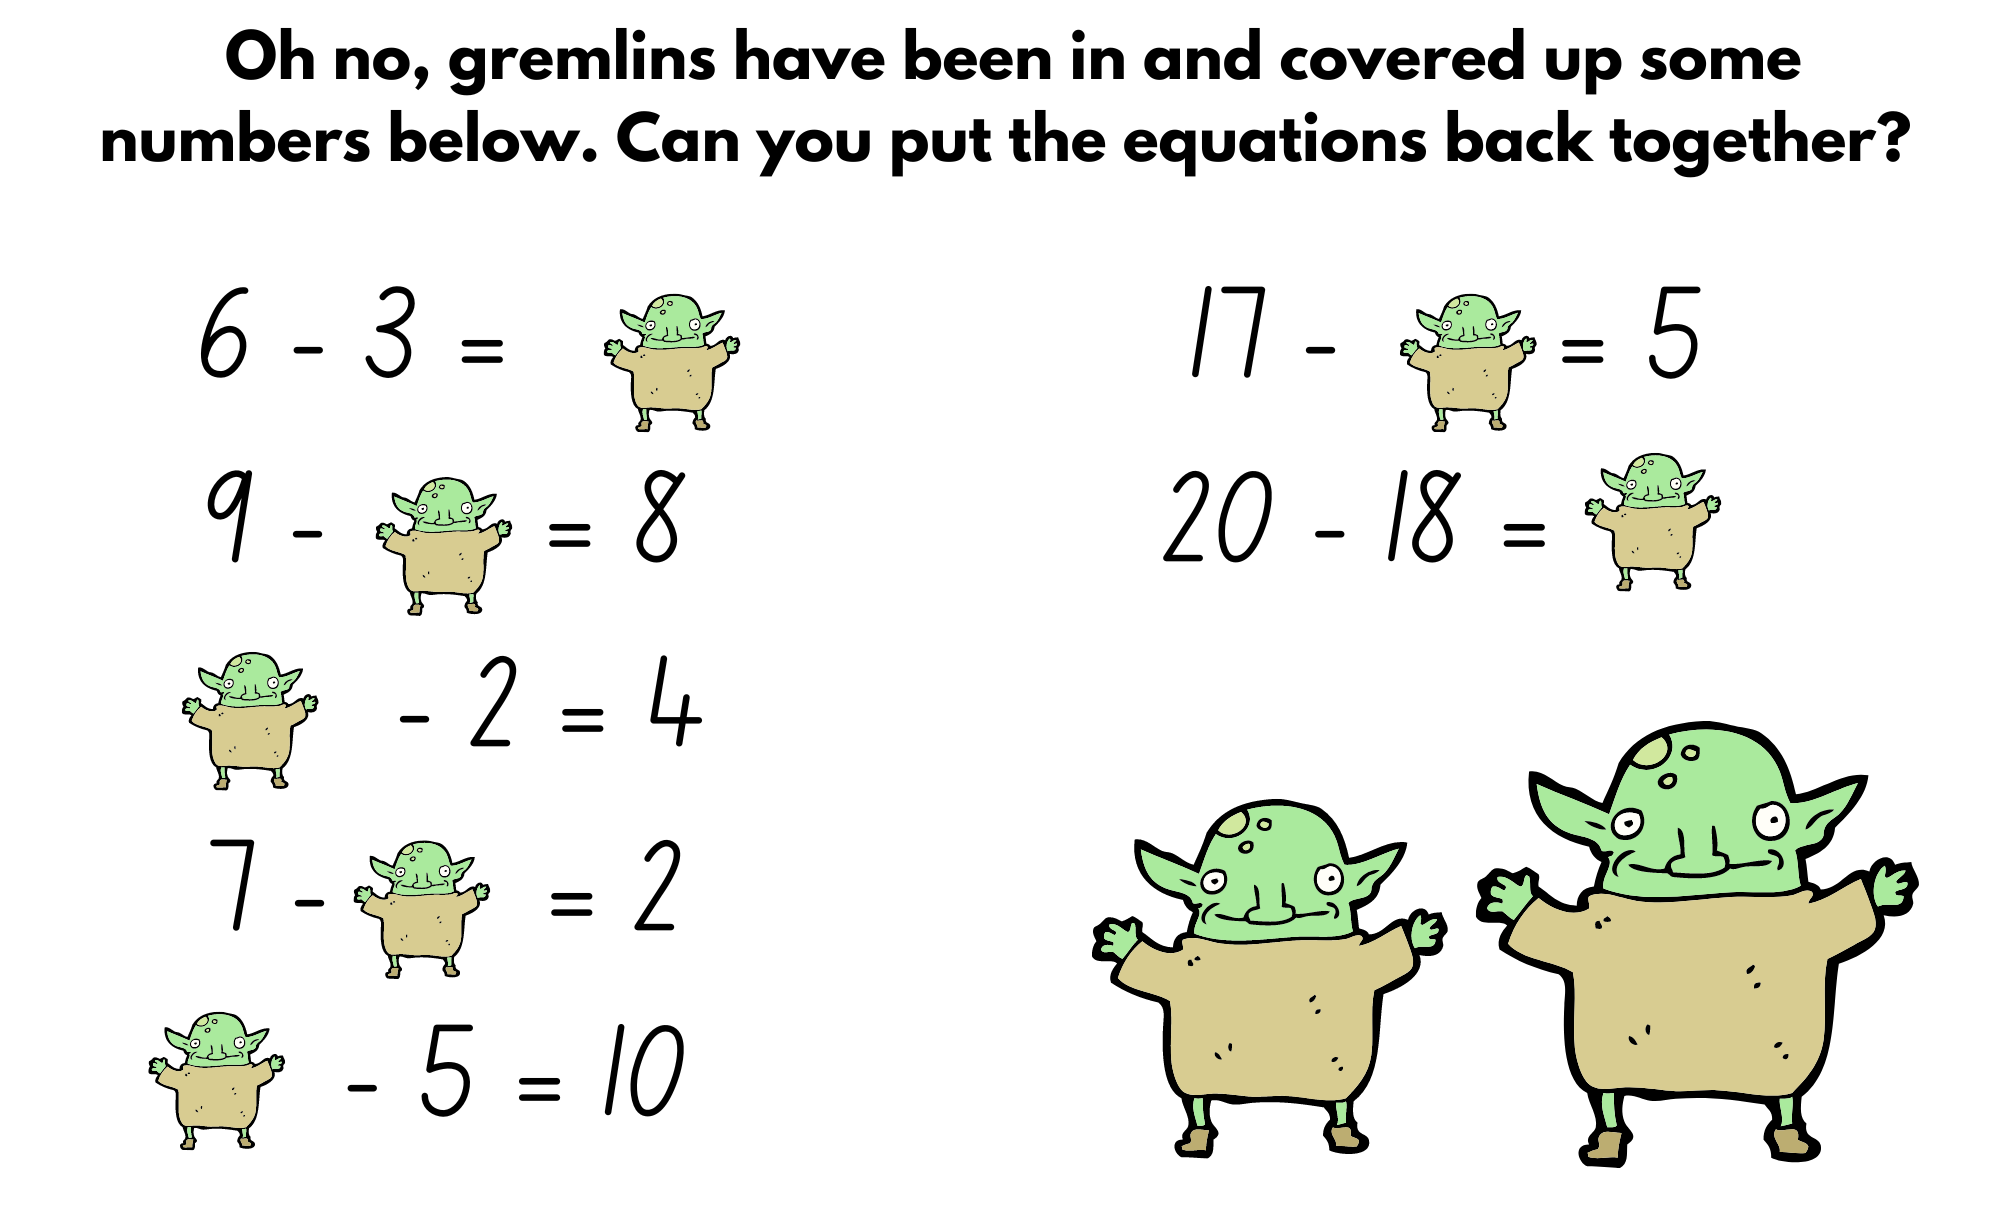 Oh no, gremlins have been in and covered up some
numbers below. Can you put the equations back together?
6 - 3 =
9 - = 8
- 2 = 4
7 - = 2
- 5 = 10
17 - = 5
20 - 18 =